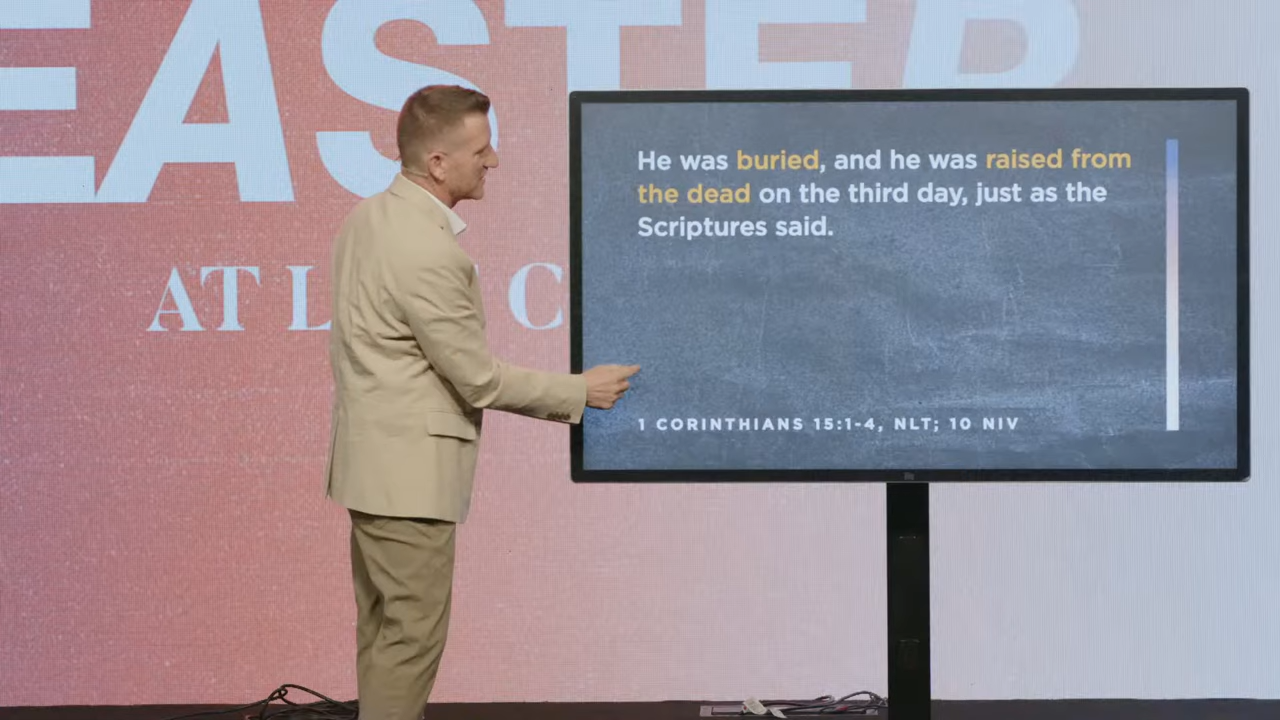 EASTER
AT L C
He was buried, and he was raised from
the dead on the third day, just as the
Scriptures said.
1 CORINTHIANS 15:1-4, NLT; 10 NIV